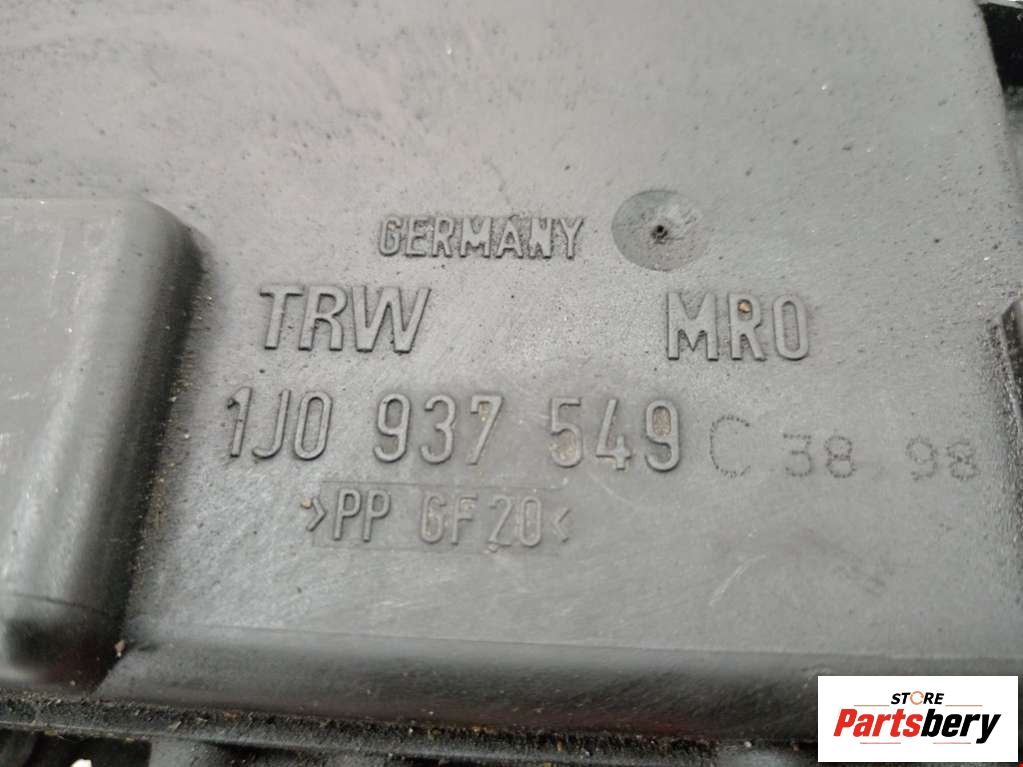 GERMANY
TRW MRO
1J0 937 549 C 38 98
>PP GF20<
STORE
Partsbery